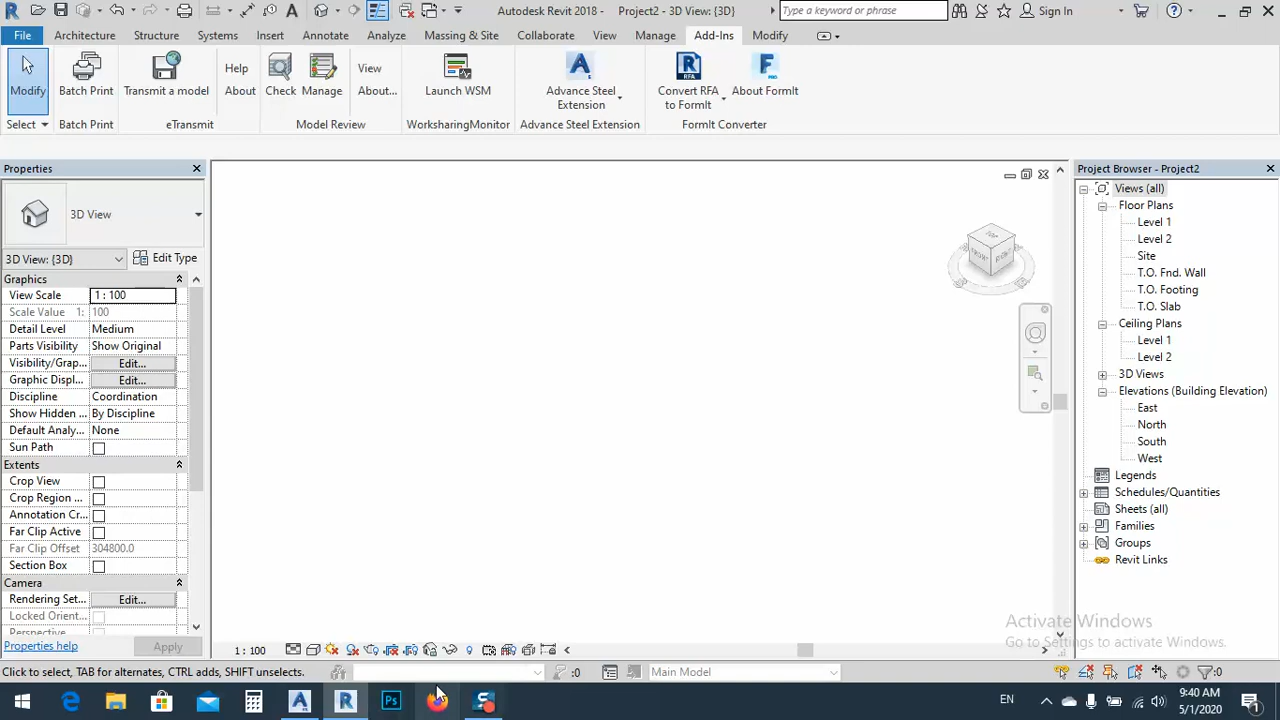 Autodesk Revit 2018 -    Project2 - 3D View: {3D}
Type a keyword or phrase
Sign In
File
Architecture
Structure
Systems
Insert
Annotate
Analyze
Massing & Site
Collaborate
View
Manage
Add-Ins
Modify
Modify
Batch Print
Transmit a model
Help
About
Check
Manage
View
About...
Launch WSM
Advance Steel
Extension
Convert RFA
to FormIt
About FormIt
Select
Batch Print
eTransmit
Model Review
WorksharingMonitor
Advance Steel Extension
FormIt Converter
Properties
3D View
3D View: {3D}
Edit Type
Graphics
View Scale 1 : 100
Scale Value 1: 100
Detail Level Medium
Parts Visibility Show Original
Visibility/Grap... Edit...
Graphic Displ... Edit...
Discipline Coordination
Show Hidden ... By Discipline
Default Analy... None
Sun Path
Extents
Crop View
Crop Region ...
Annotation Cr...
Far Clip Active
Far Clip Offset 304800.0
Section Box
Camera
Rendering Set... Edit...
Locked Orient...
Perspective
Properties help
Apply
TOP
FRONT
RIGHT
Project Browser - Project2
Views (all)
Floor Plans
Level 1
Level 2
Site
T.O. Fnd. Wall
T.O. Footing
T.O. Slab
Ceiling Plans
Level 1
Level 2
3D Views
Elevations (Building Elevation)
East
North
South
West
Legends
Schedules/Quantities
Sheets (all)
Families
Groups
Revit Links
Activate Windows
Go to Settings to activate Windows.
1 : 100
Click to select, TAB for alternates, CTRL adds, SHIFT unselects.
:0
Main Model
:0
Ps
EN
9:40 AM
5/1/2020